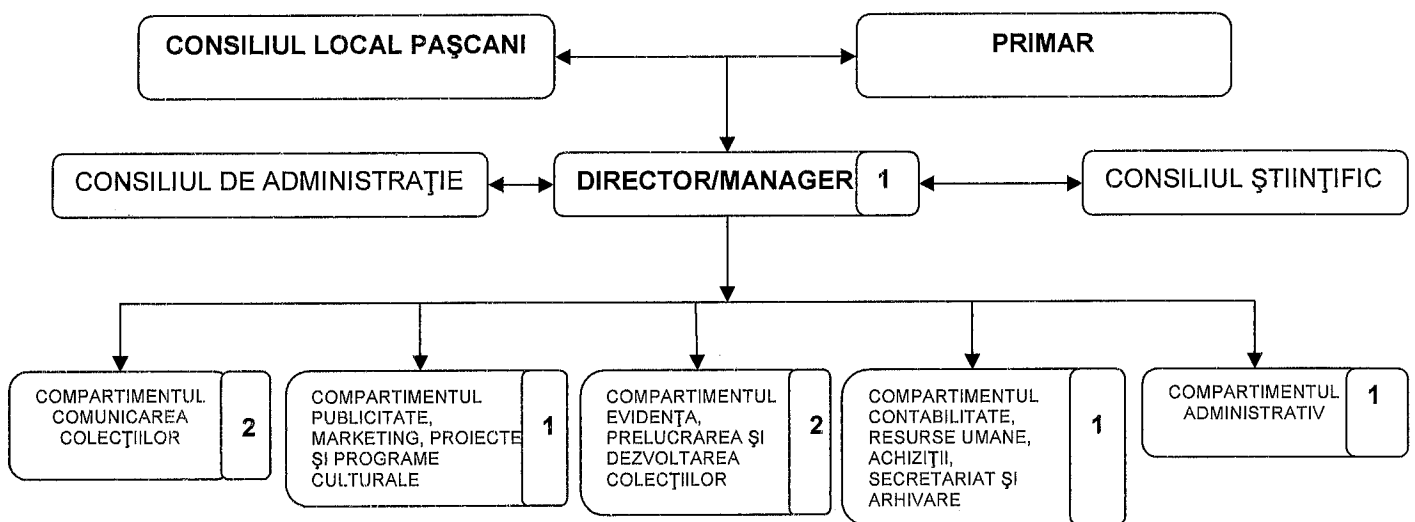 CONSILIUL LOCAL PAŞCANI
PRIMAR
CONSILIUL DE ADMINISTRAŢIE
DIRECTOR/MANAGER 1
CONSILIUL ŞTIINŢIFIC
COMPARTIMENTUL
COMUNICAREA
COLECŢIILOR
2
COMPARTIMENTUL
PUBLICITATE,
MARKETING, PROIECTE
ŞI PROGRAME
CULTURALE
1
COMPARTIMENTUL
EVIDENŢA,
PRELUCRAREA ŞI
DEZVOLTAREA
COLECŢIILOR
2
COMPARTIMENTUL
CONTABILITATE,
RESURSE UMANE,
ACHIZIŢII,
SECRETARIAT ŞI
ARHIVARE
1
COMPARTIMENTUL
ADMINISTRATIV
1